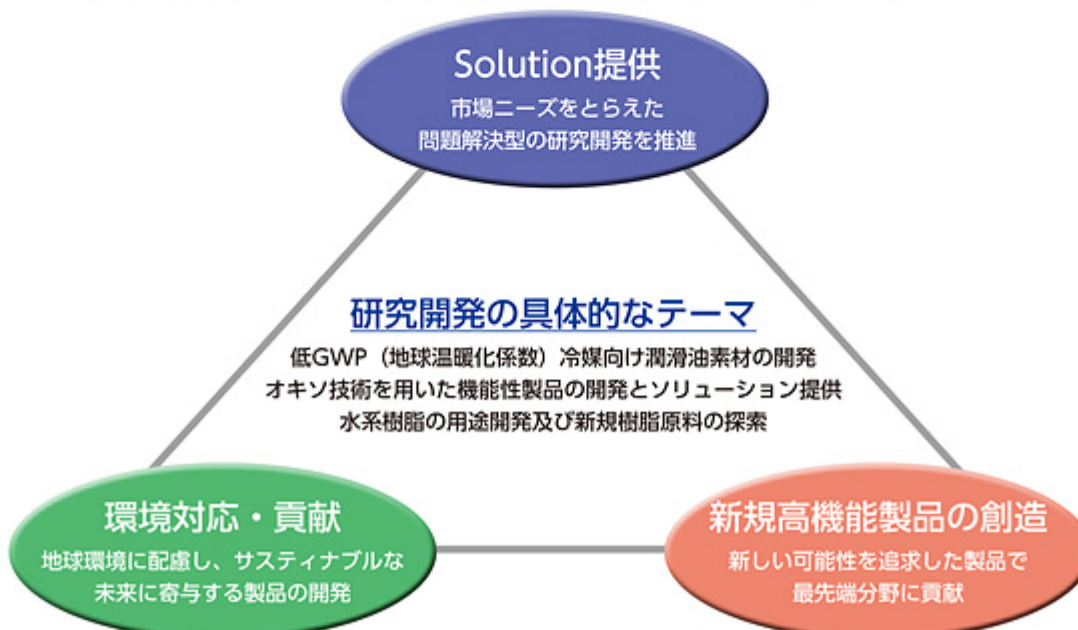 Solution提供
市場ニーズをとらえた
問題解決型の研究開発を推進
研究開発の具体的なテーマ
低GWP（地球温暖化係数）冷媒向け潤滑油素材の開発
オキソ技術を用いた機能性製品の開発とソリューション提供
水系樹脂の用途開発及び新規樹脂原料の探索
環境対応・貢献
地球環境に配慮し、サスティナブルな
未来に寄与する製品の開発
新規高機能製品の創造
新しい可能性を追求した製品で
最先端分野に貢献